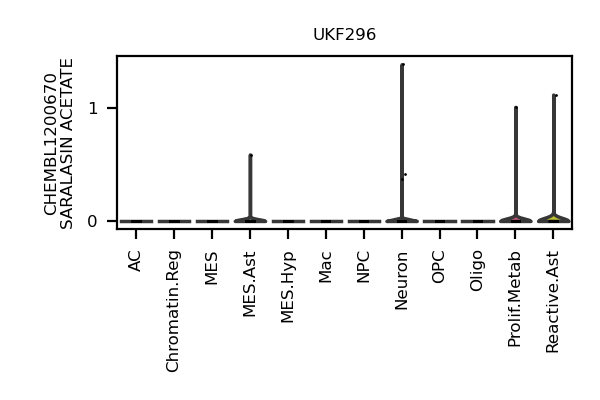 UKF296
CHEMBL1200670
SARALASIN ACETATE
1
0
AC
Chromatin.Reg
MES
MES.Ast
MES.Hyp
Mac
NPC
Neuron
OPC
Oligo
Prolif.Metab
Reactive.Ast